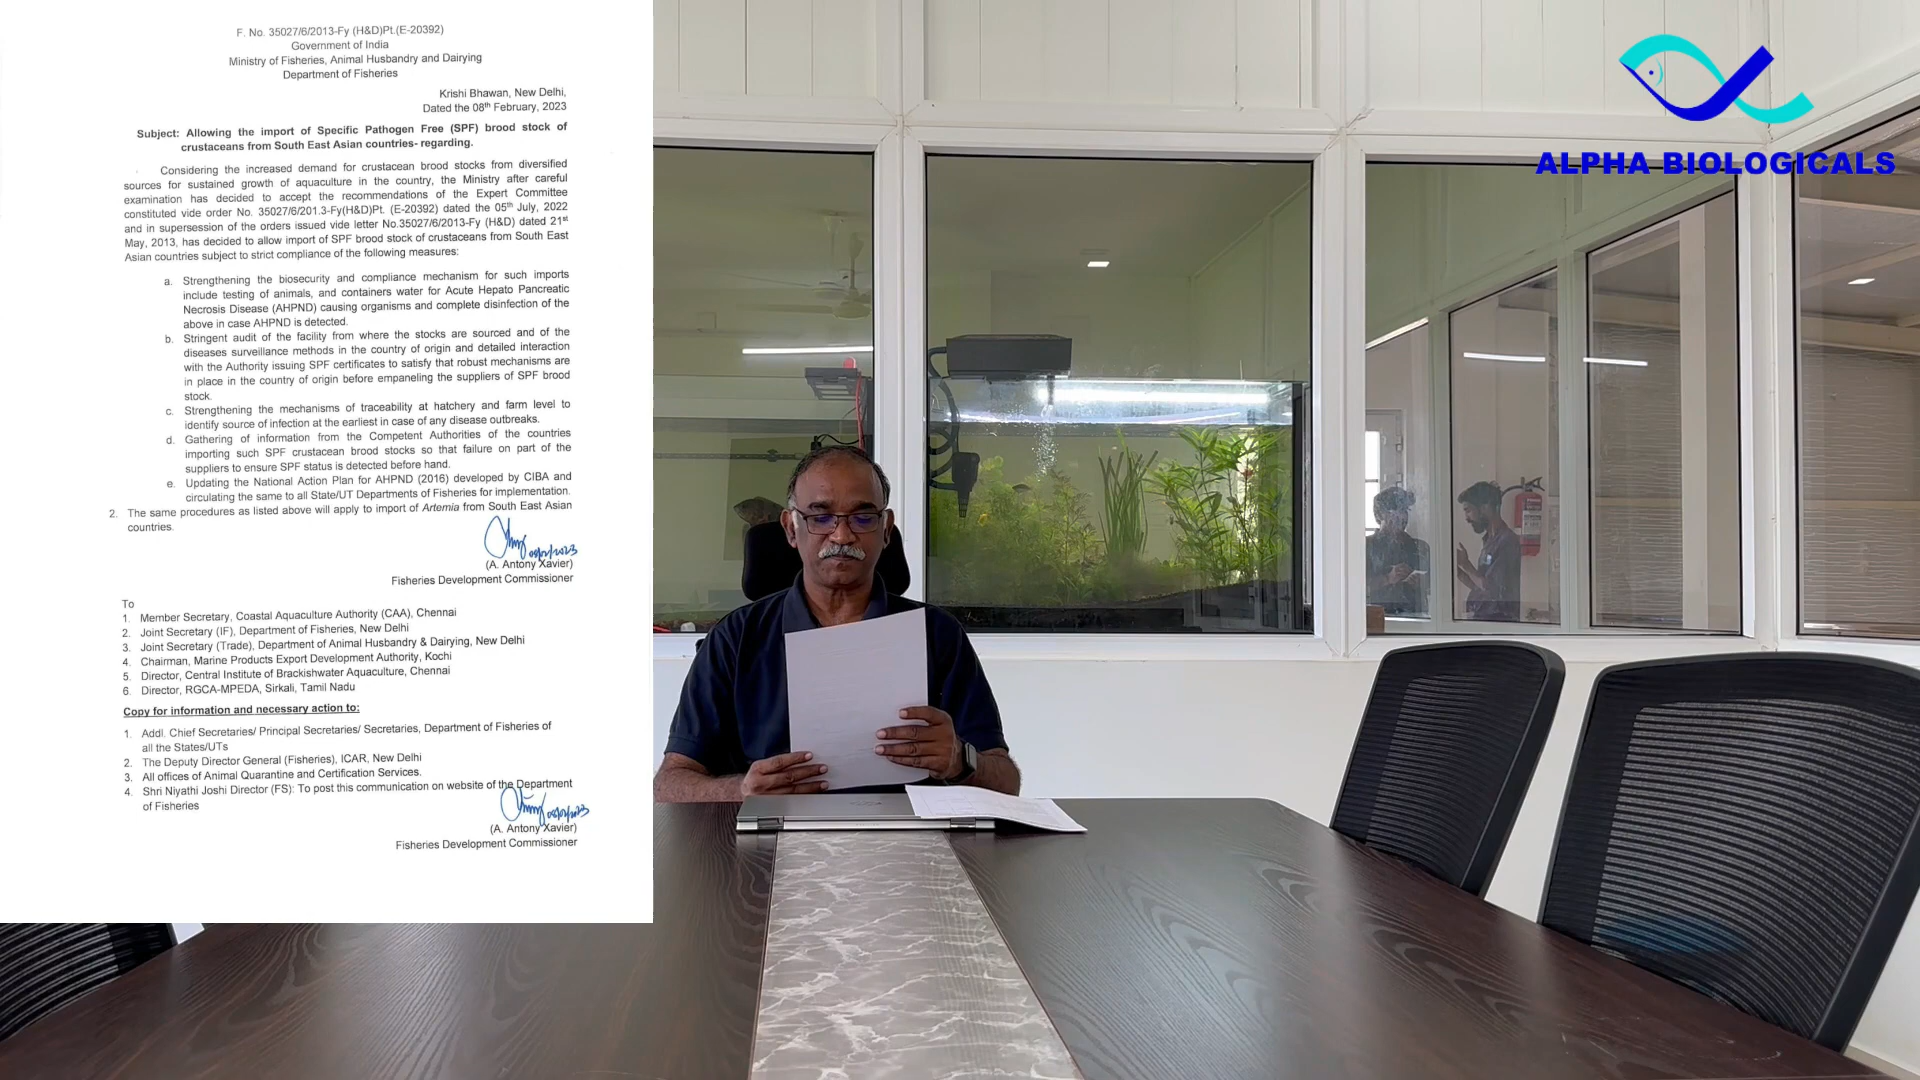 F. No. 35027/6/2013-Fy (H&D)Pt.(E-20392)
Government of India
Ministry of Fisheries, Animal Husbandry and Dairying
Department of Fisheries
Krishi Bhawan, New Delhi,
Dated the 08th February, 2023
Subject: Allowing the import of Specific Pathogen Free (SPF) brood stock of
crustaceans from South East Asian countries- regarding.
Considering the increased demand for crustacean brood stocks from diversified
sources for sustained growth of aquaculture in the country, the Ministry after careful
examination has decided to accept the recommendations of the Expert Committee
constituted vide order No. 35027/6/201.3-Fy(H&D)Pt. (E-20392) dated the 05th July, 2022
and in supersession of the orders issued vide letter No.35027/6/2013-Fy (H&D) dated 21st
May, 2013, has decided to allow import of SPF brood stock of crustaceans from South East
Asian countries subject to strict compliance of the following measures:
a. Strengthening the biosecurity and compliance mechanism for such imports
include testing of animals, and containers water for Acute Hepato Pancreatic
Necrosis Disease (AHPND) causing organisms and complete disinfection of the
above in case AHPND is detected.
b. Stringent audit of the facility from where the stocks are sourced and of the
diseases surveillance methods in the country of origin and detailed interaction
with the Authority issuing SPF certificates to satisfy that robust mechanisms are
in place in the country of origin before empaneling the suppliers of SPF brood
stock.
c. Strengthening the mechanisms of traceability at hatchery and farm level to
identify source of infection at the earliest in case of any disease outbreaks.
d. Gathering of information from the Competent Authorities of the countries
importing such SPF crustacean brood stocks so that failure on part of the
suppliers to ensure SPF status is detected before hand.
e. Updating the National Action Plan for AHPND (2016) developed by CIBA and
circulating the same to all State/UT Departments of Fisheries for implementation.
2. The same procedures as listed above will apply to import of Artemia from South East Asian
countries.
(A. Antony Xavier)
Fisheries Development Commissioner
To
1. Member Secretary, Coastal Aquaculture Authority (CAA), Chennai
2. Joint Secretary (IF), Department of Fisheries, New Delhi
3. Joint Secretary (Trade), Department of Animal Husbandry & Dairying, New Delhi
4. Chairman, Marine Products Export Development Authority, Kochi
5. Director, Central Institute of Brackishwater Aquaculture, Chennai
6. Director, RGCA-MPEDA, Sirkali, Tamil Nadu
Copy for information and necessary action to:
1. Addl. Chief Secretaries/ Principal Secretaries/ Secretaries, Department of Fisheries of
all the States/UTs
2. The Deputy Director General (Fisheries), ICAR, New Delhi
3. All offices of Animal Quarantine and Certification Services.
4. Shri Niyathi Joshi Director (FS): To post this communication on website of the Department
of Fisheries
(A. Antony Xavier)
Fisheries Development Commissioner
ALPHA BIOLOGICALS